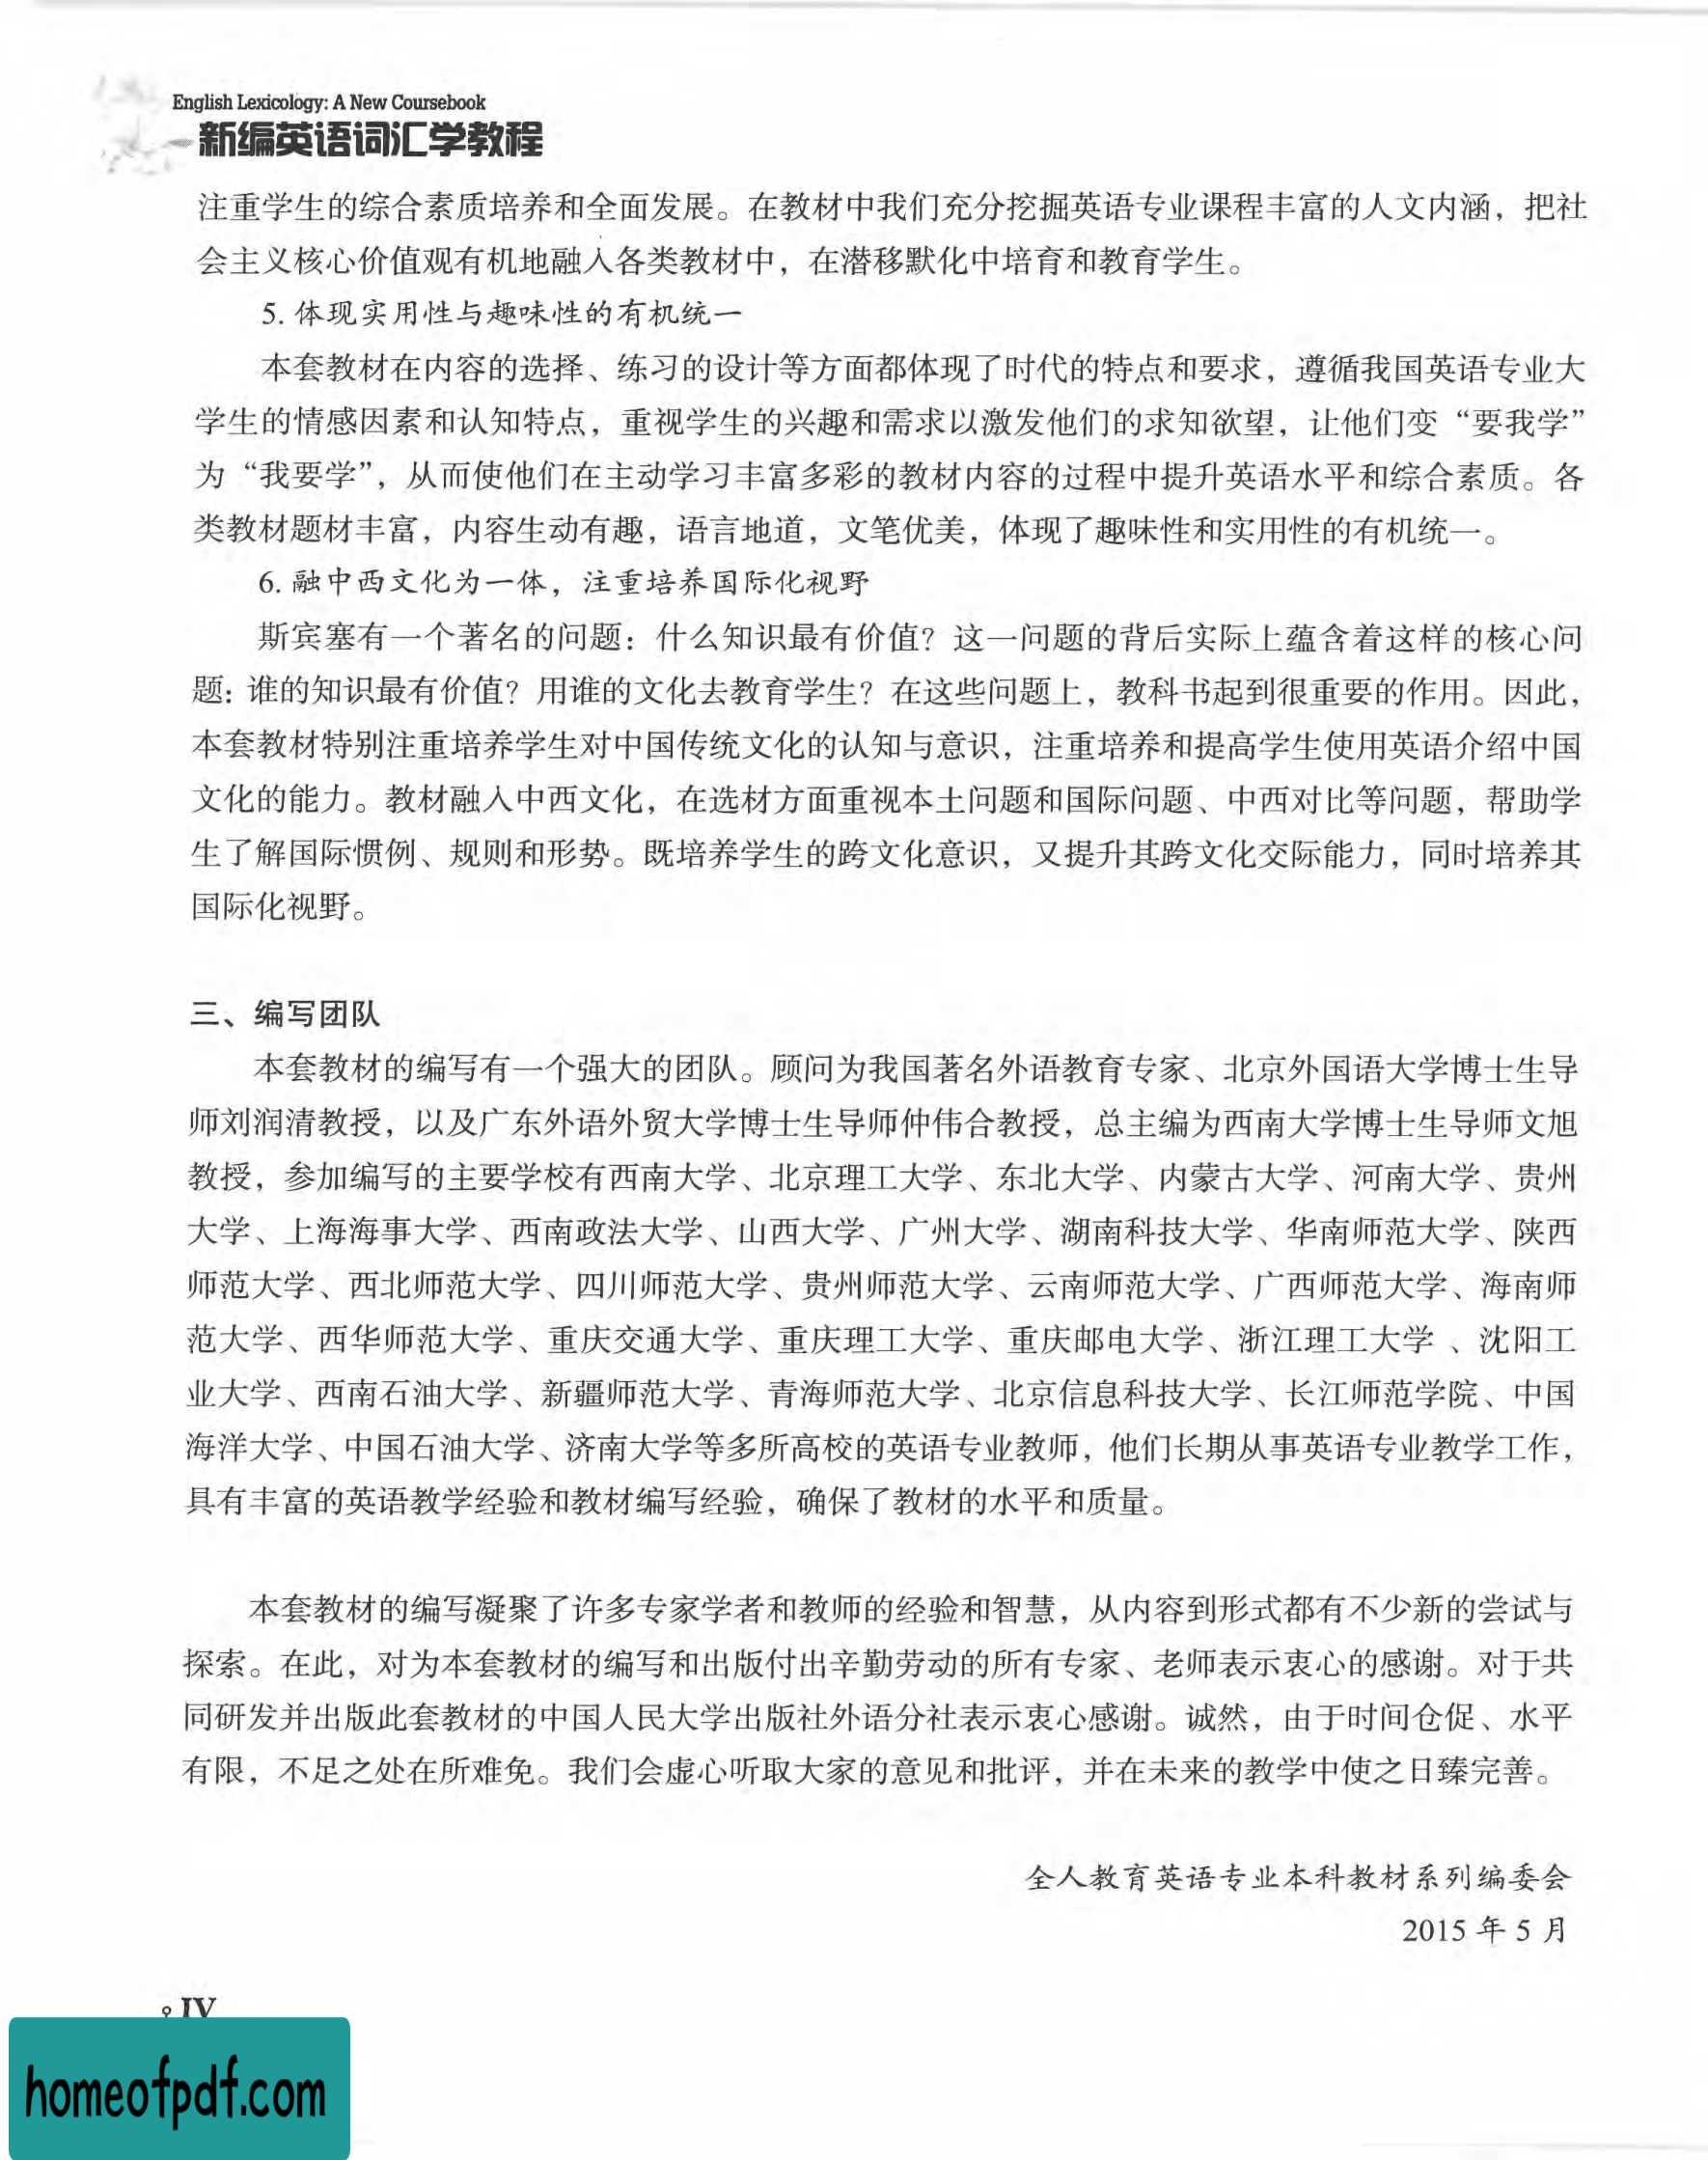 English Lexicology: A New Coursebook
新编英语词汇学教程
注重学生的综合素质培养和全面发展。在教材中我们充分挖掘英语专业课程丰富的人文内涵，把社
会主义核心价值观有机地融入各类教材中，在潜移默化中培育和教育学生。
5. 体现实用性与趣味性的有机统一
本套教材在内容的选择、练习的设计等方面都体现了时代的特点和要求，遵循我国英语专业大
学生的情感因素和认知特点，重视学生的兴趣和需求以激发他们的求知欲望，让他们变“要我学”
为“我要学”，从而使他们在主动学习丰富多彩的教材内容的过程中提升英语水平和综合素质。各
类教材题材丰富，内容生动有趣，语言地道，文笔优美，体现了趣味性和实用性的有机统一。
6. 融中西文化为一体，注重培养国际化视野
斯宾塞有一个著名的问题：什么知识最有价值？这一问题的背后实际上蕴含着这样的核心问
题：谁的知识最有价值？用谁的文化去教育学生？在这些问题上，教科书起到很重要的作用。因此，
本套教材特别注重培养学生对中国传统文化的认知与意识，注重培养和提高学生使用英语介绍中国
文化的能力。教材融入中西文化，在选材方面重视本土问题和国际问题、中西对比等问题，帮助学
生了解国际惯例、规则和形势。既培养学生的跨文化意识，又提升其跨文化交际能力，同时培养其
国际化视野。
三、编写团队
本套教材的编写有一个强大的团队。顾问为我国著名外语教育专家、北京外国语大学博士生导
师刘润清教授，以及广东外语外贸大学博士生导师仲伟合教授，总主编为西南大学博士生导师文旭
教授，参加编写的主要学校有西南大学、北京理工大学、东北大学、内蒙古大学、河南大学、贵州
大学、上海海事大学、西南政法大学、山西大学、广州大学、湖南科技大学、华南师范大学、陕西
师范大学、西北师范大学、四川师范大学、贵州师范大学、云南师范大学、广西师范大学、海南师
范大学、西华师范大学、重庆交通大学、重庆理工大学、重庆邮电大学、浙江理工大学 、沈阳工
业大学、西南石油大学、新疆师范大学、青海师范大学、北京信息科技大学、长江师范学院、中国
海洋大学、中国石油大学、济南大学等多所高校的英语专业教师，他们长期从事英语专业教学工作，
具有丰富的英语教学经验和教材编写经验，确保了教材的水平和质量。
本套教材的编写凝聚了许多专家学者和教师的经验和智慧，从内容到形式都有不少新的尝试与
探索。在此，对为本套教材的编写和出版付出辛勤劳动的所有专家、老师表示衷心的感谢。对于共
同研发并出版此套教材的中国人民大学出版社外语分社表示衷心感谢。诚然，由于时间仓促、水平
有限，不足之处在所难免。我们会虚心听取大家的意见和批评，并在未来的教学中使之日臻完善。
全人教育英语专业本科教材系列编委会
2015 年 5 月
IV
homeofpdf.com